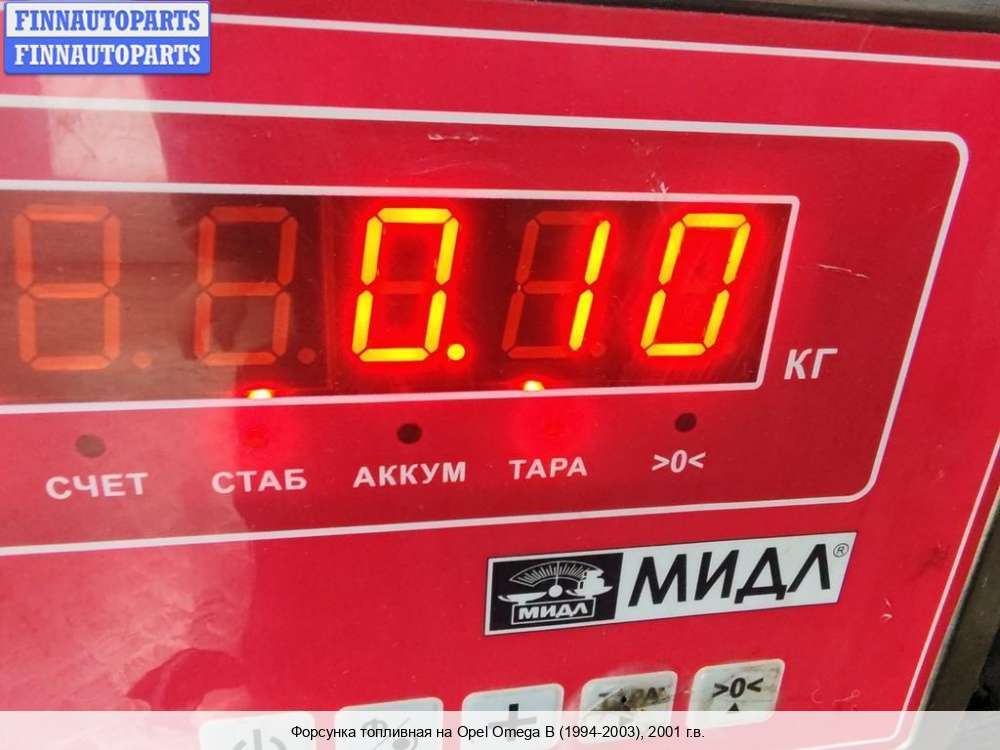 FINNAUTOPARTS
FINNAUTOPARTS
0.10
КГ
СЧЕТ СТАБ АККУМ ТАРА >0<
МИДЛ МИДЛ®
+ >0<
Форсунка топливная на Opel Omega B (1994-2003), 2001 г.в.